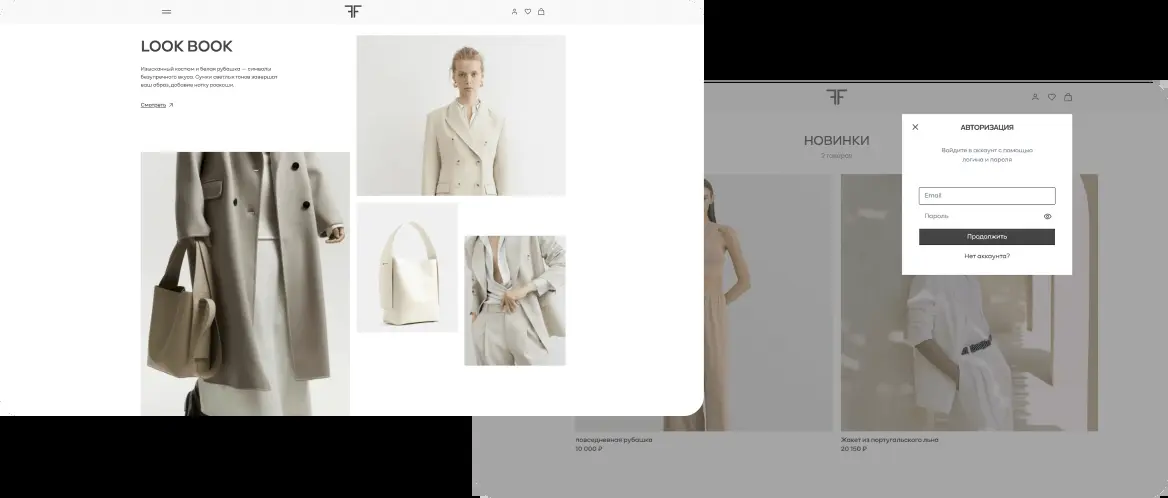 LOOK BOOK
Изысканный костюм и белая рубашка — символы
безупречного вкуса. Сумки светлых тонов завершат
ваш образ, добавив нотку роскоши.
Смотреть
НОВИНКИ
2 товаров
АВТОРИЗАЦИЯ
Войдите в аккаунт с помощью
логина и пароля
Email
Пароль
Продолжить
Нет аккаунта?
повседневная рубашка
10 000 ₽
Жакет из португальского льна
20 150 ₽